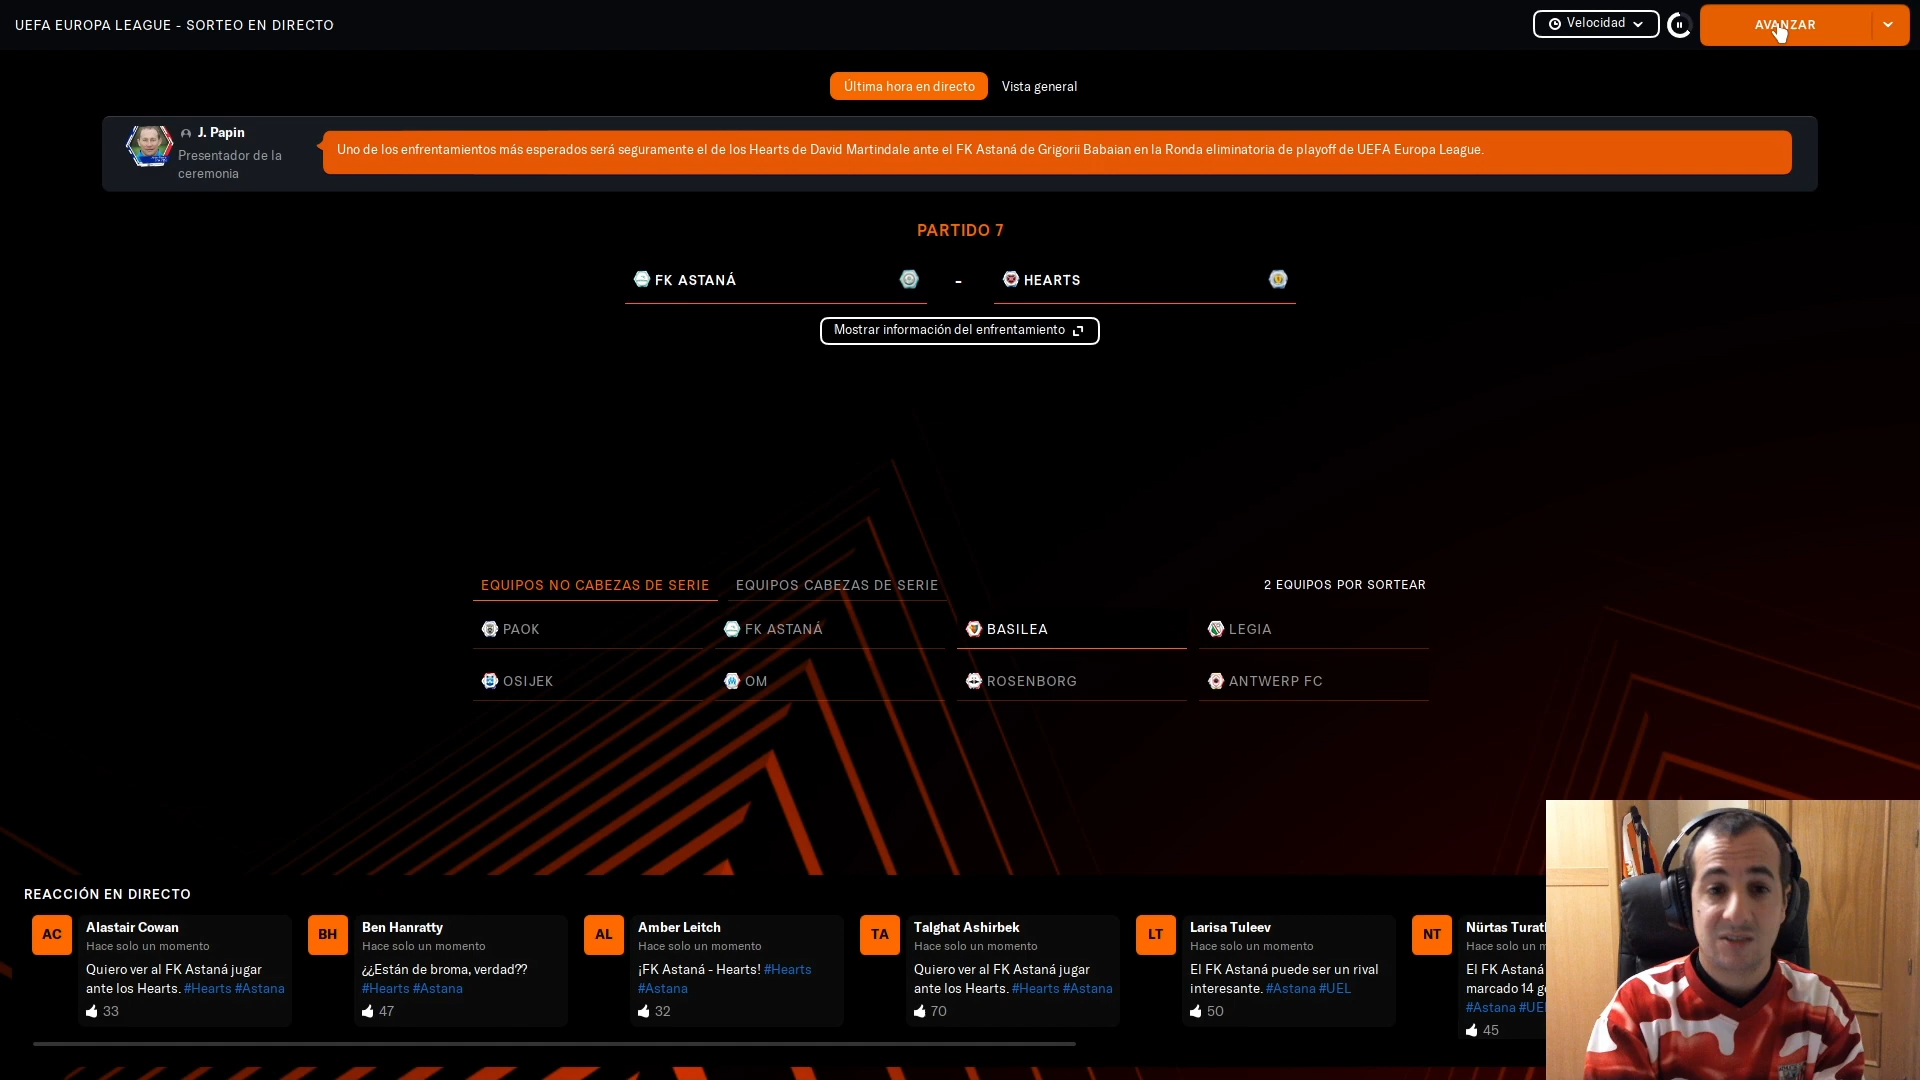 UEFA EUROPA LEAGUE - SORTEO EN DIRECTO
Velocidad
AVANZAR
Última hora en directo
Vista general
J. Papin
Presentador de la
ceremonia
Uno de los enfrentamientos más esperados será seguramente el de los Hearts de David Martindale ante el FK Astaná de Grigorii Babaian en la Ronda eliminatoria de playoff de UEFA Europa League.
PARTIDO 7
FK ASTANÁ - HEARTS
Mostrar información del enfrentamiento
EQUIPOS NO CABEZAS DE SERIE
EQUIPOS CABEZAS DE SERIE
2 EQUIPOS POR SORTEAR
PAOK
FK ASTANÁ
BASILEA
LEGIA
OSIJEK
OM
ROSENBORG
ANTWERP FC
REACCIÓN EN DIRECTO
AC
Alastair Cowan
Hace solo un momento
Quiero ver al FK Astaná jugar
ante los Hearts. #Hearts #Astana
33
BH
Ben Hanratty
Hace solo un momento
¿¿Están de broma, verdad??
#Hearts #Astana
47
AL
Amber Leitch
Hace solo un momento
¡FK Astaná - Hearts! #Hearts
#Astana
32
TA
Talghat Ashirbek
Hace solo un momento
Quiero ver al FK Astaná jugar
ante los Hearts. #Hearts #Astana
70
LT
Larisa Tuleev
Hace solo un momento
El FK Astaná puede ser un rival
interesante. #Astana #UEL
50
NT
Nürtas
Hace solo un
El FK Astaná
marcado 14
#Astana
45